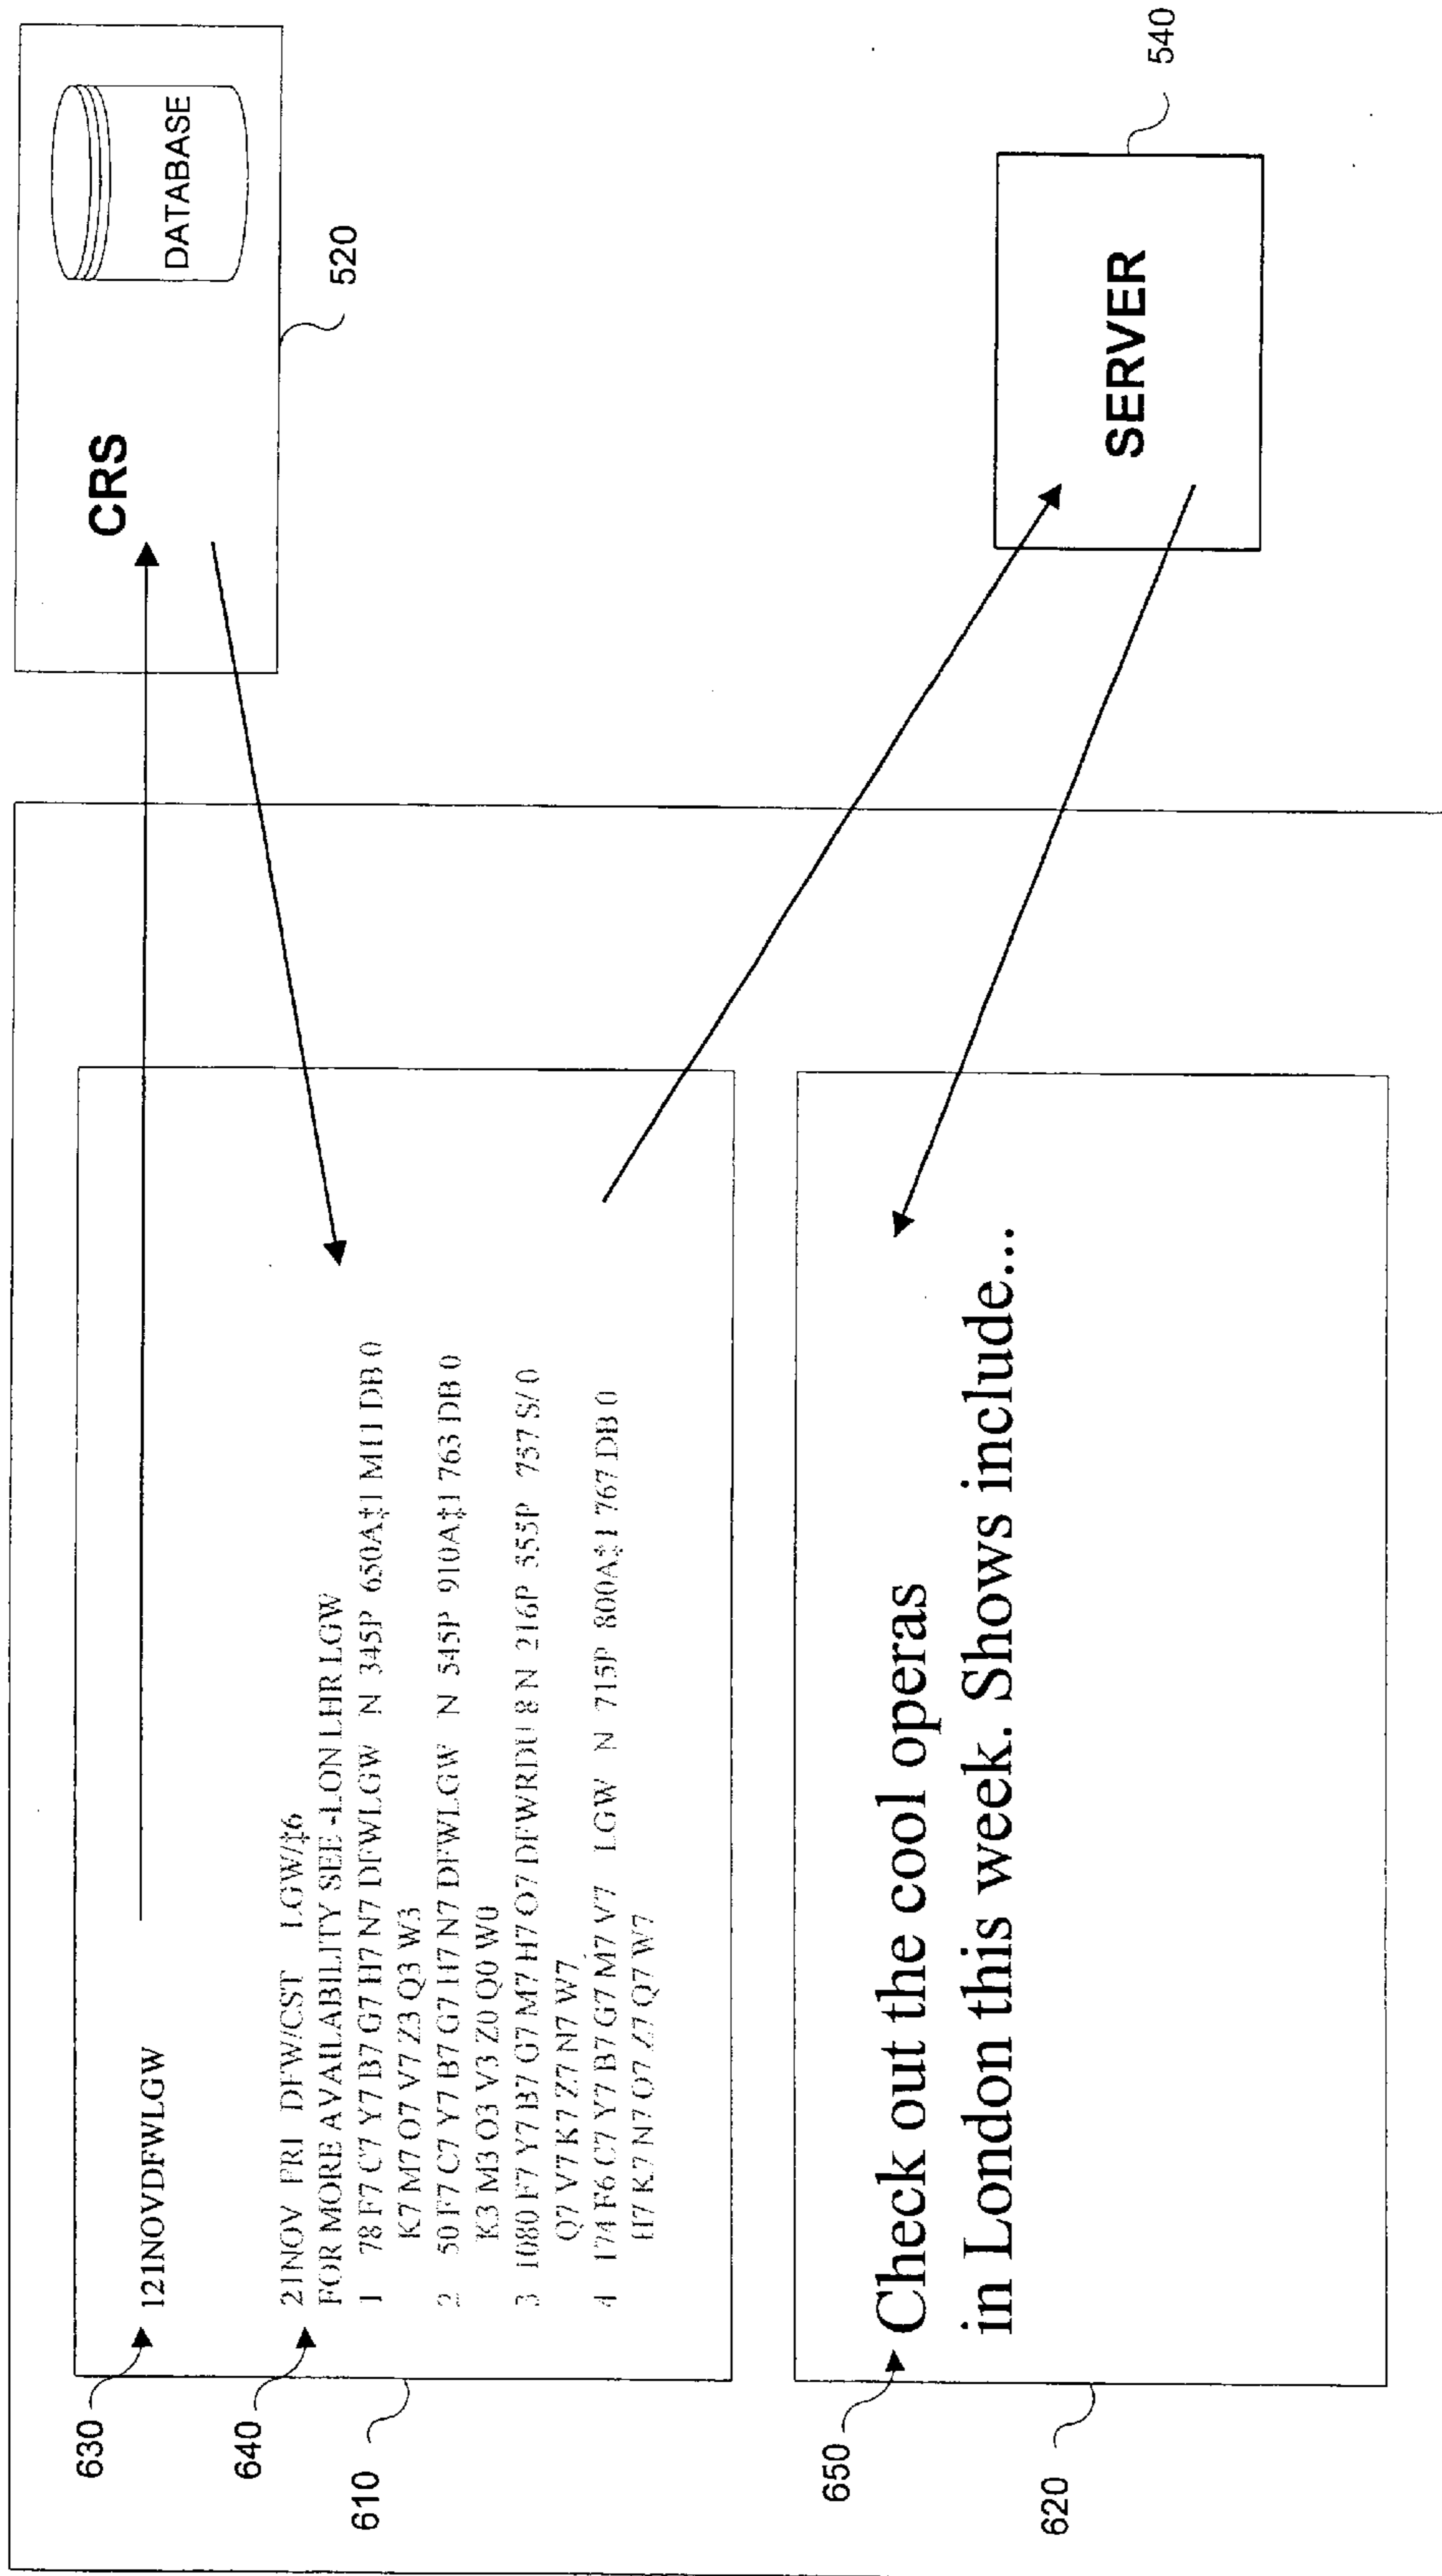 630
121NOVDFWLGW
640
21NOV FRI DFW/CST LGW/‡6
FOR MORE AVAILABILITY SEE -LON LHR LGW
1 78 F7 C7 Y7 B7 G7 H7 N7 DFWLGW N 345P 650A‡1 M11 DB 0
K7 M7 O7 V7 Z3 Q3 W3
2 50 F7 C7 Y7 B7 G7 H7 N7 DFWLGW N 545P 910A‡1 763 DB 0
K3 M3 O3 V3 Z0 Q0 W0
3 1080 F7 Y7 B7 G7 M7 H7 O7 DFWRDU 8 N 216P 555P 757 S/ 0
Q7 V7 K7 Z7 N7 W7
4 174 F6 C7 Y7 B7 G7 M7 V7 LGW N 715P 800A‡1 767 DB 0
H7 K7 N7 O7 Z7 Q7 W7
610
CRS
DATABASE
520
650
Check out the cool operas
in London this week. Shows include...
620
SERVER
540